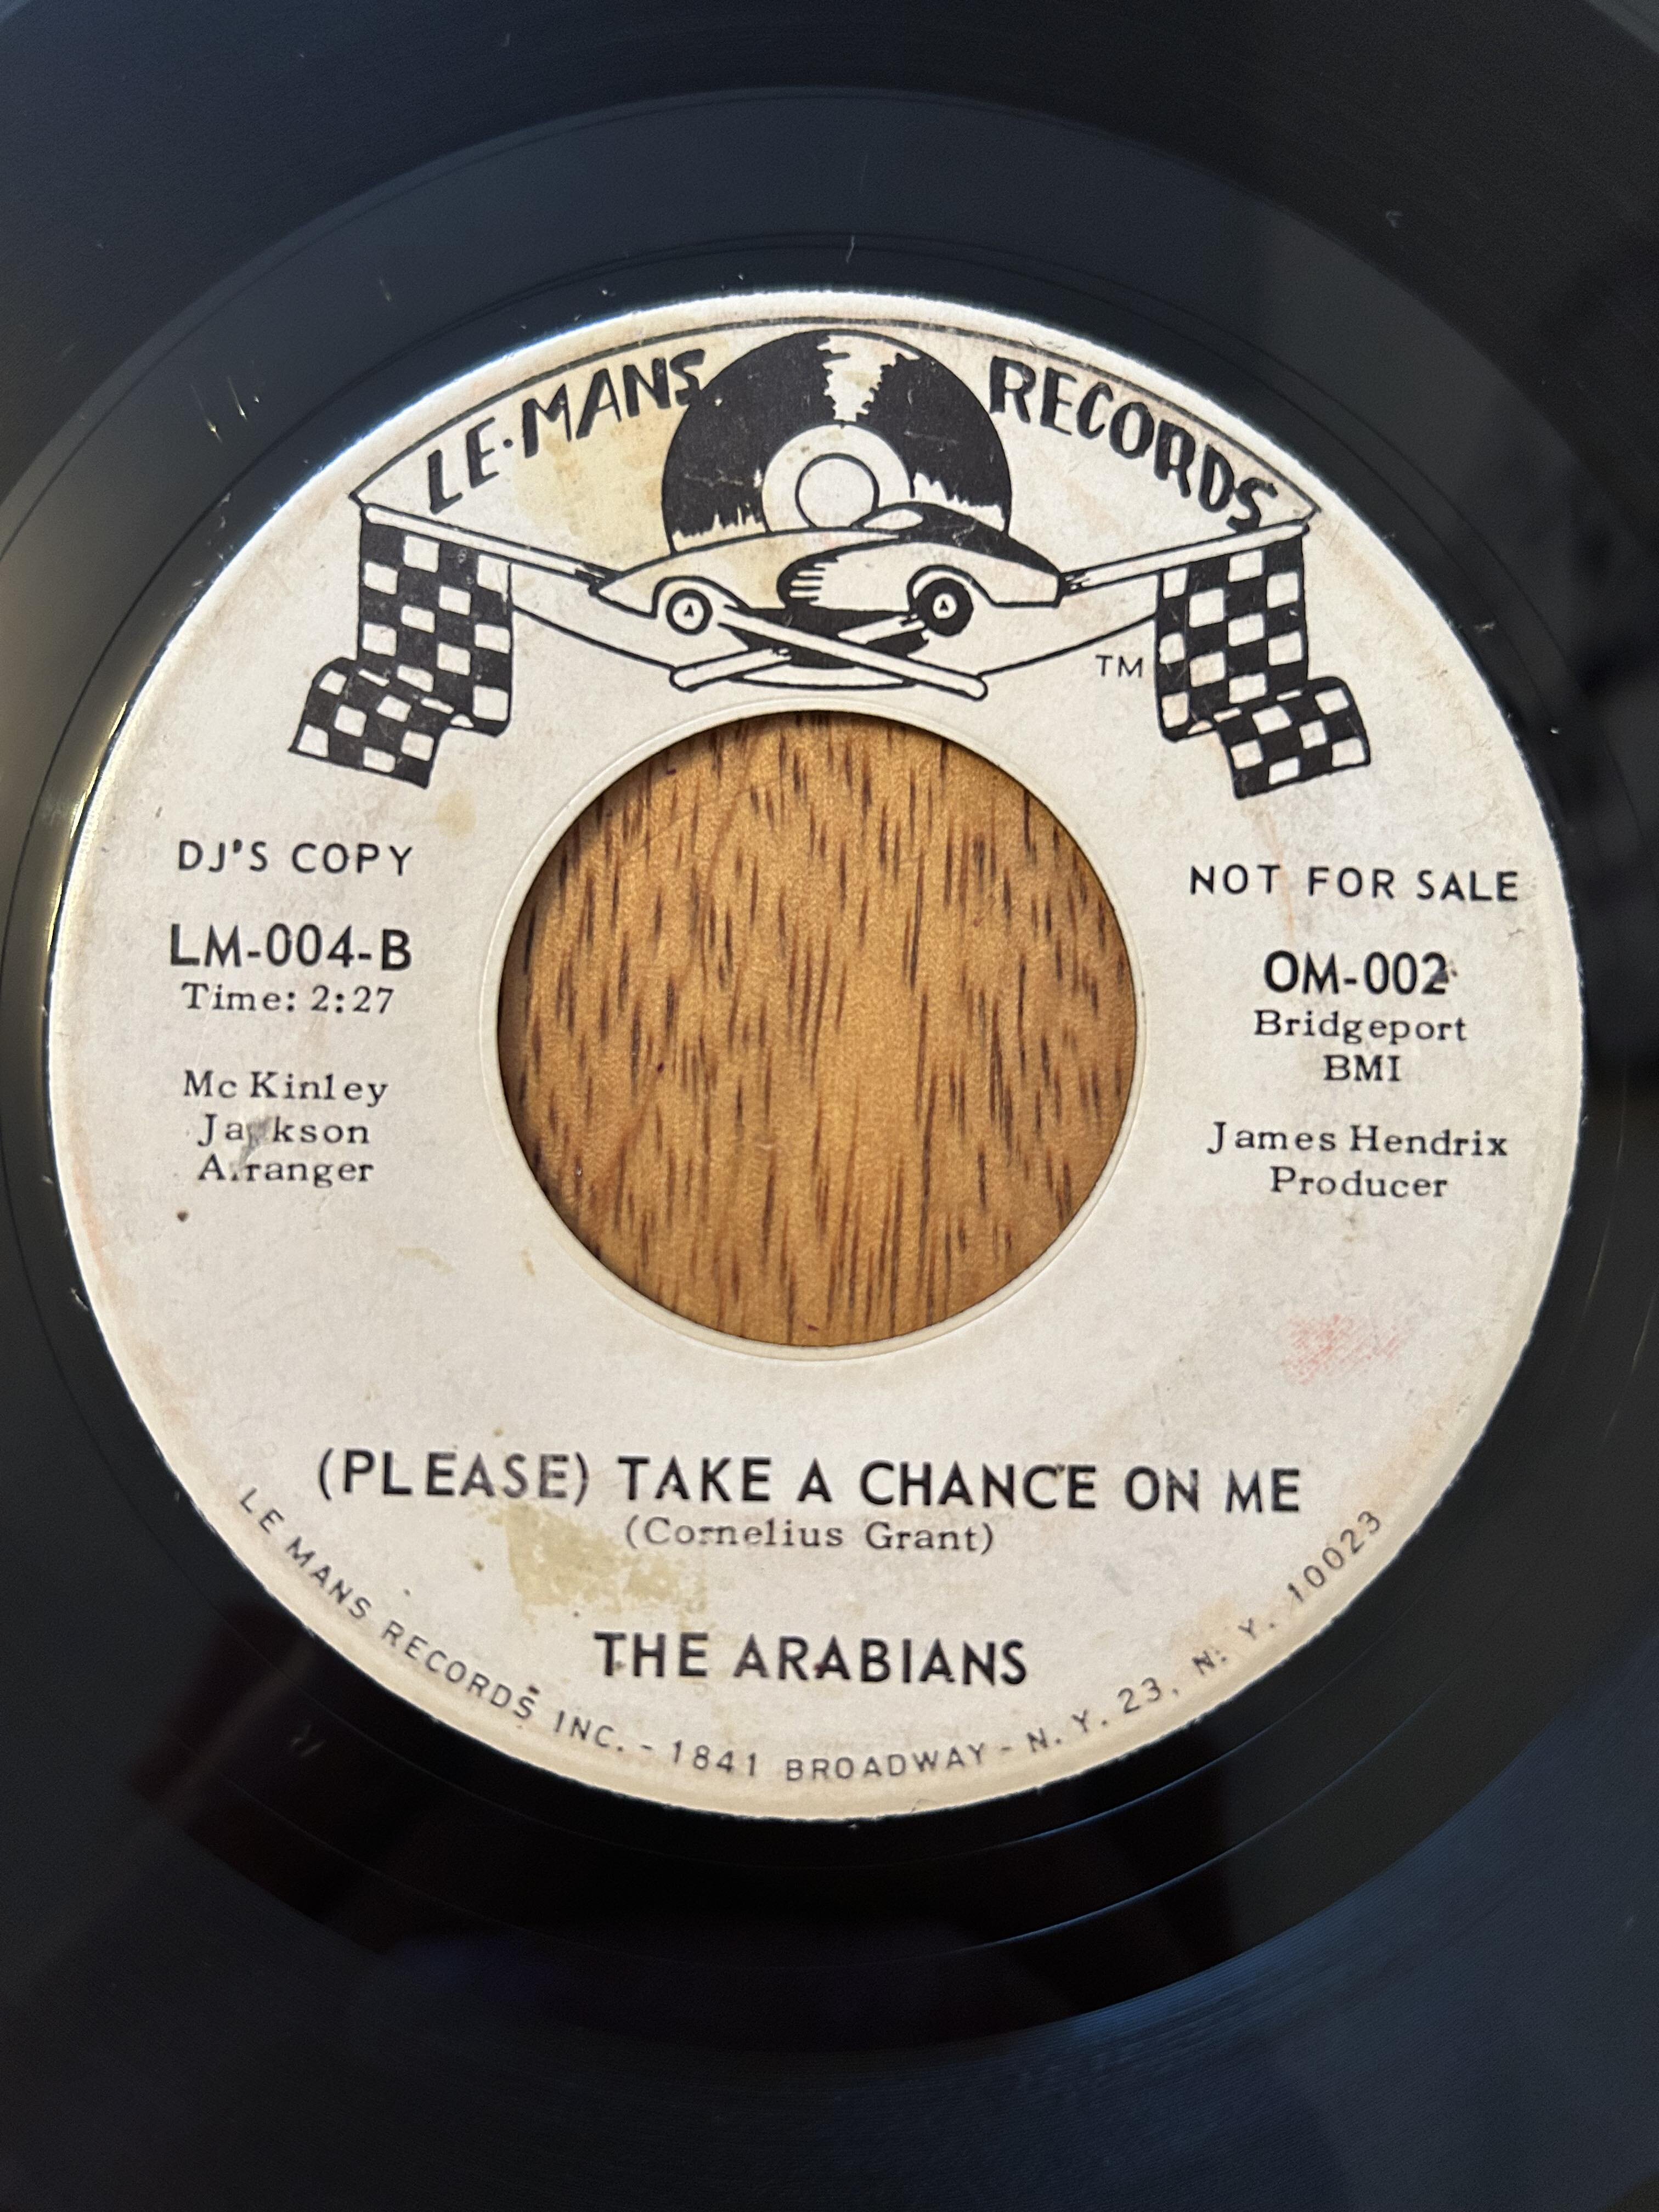 LE·MANS RECORDS
TM
DJ'S COPY
NOT FOR SALE
LM-004-B
Time: 2:27
OM-002
Bridgeport
BMI
Mc Kinley
Jackson
Arranger
James Hendrix
Producer
(PLEASE) TAKE A CHANCE ON ME
(Cornelius Grant)
THE ARABIANS
LE MANS RECORDS INC. - 1841 BROADWAY - N. Y. 23, N. Y. 10023